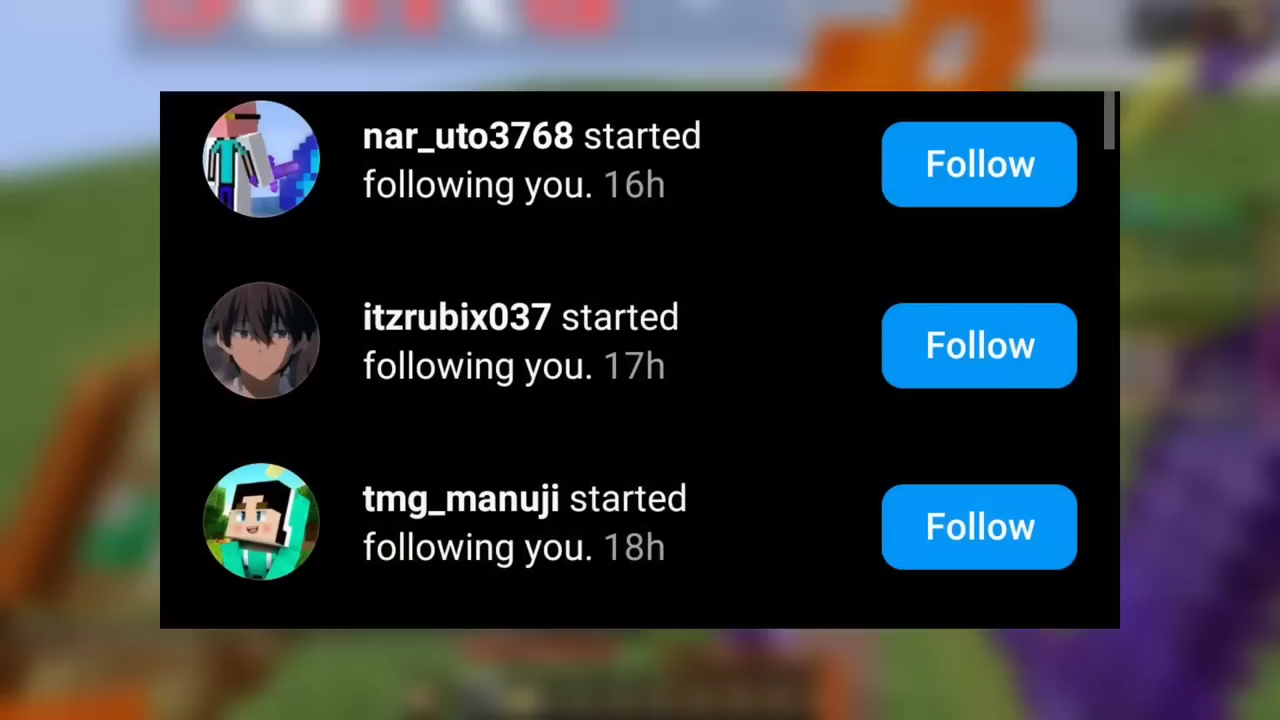 nar_uto3768 started
following you. 16h
Follow
itzrubix037 started
following you. 17h
Follow
tmg_manuji started
following you. 18h
Follow